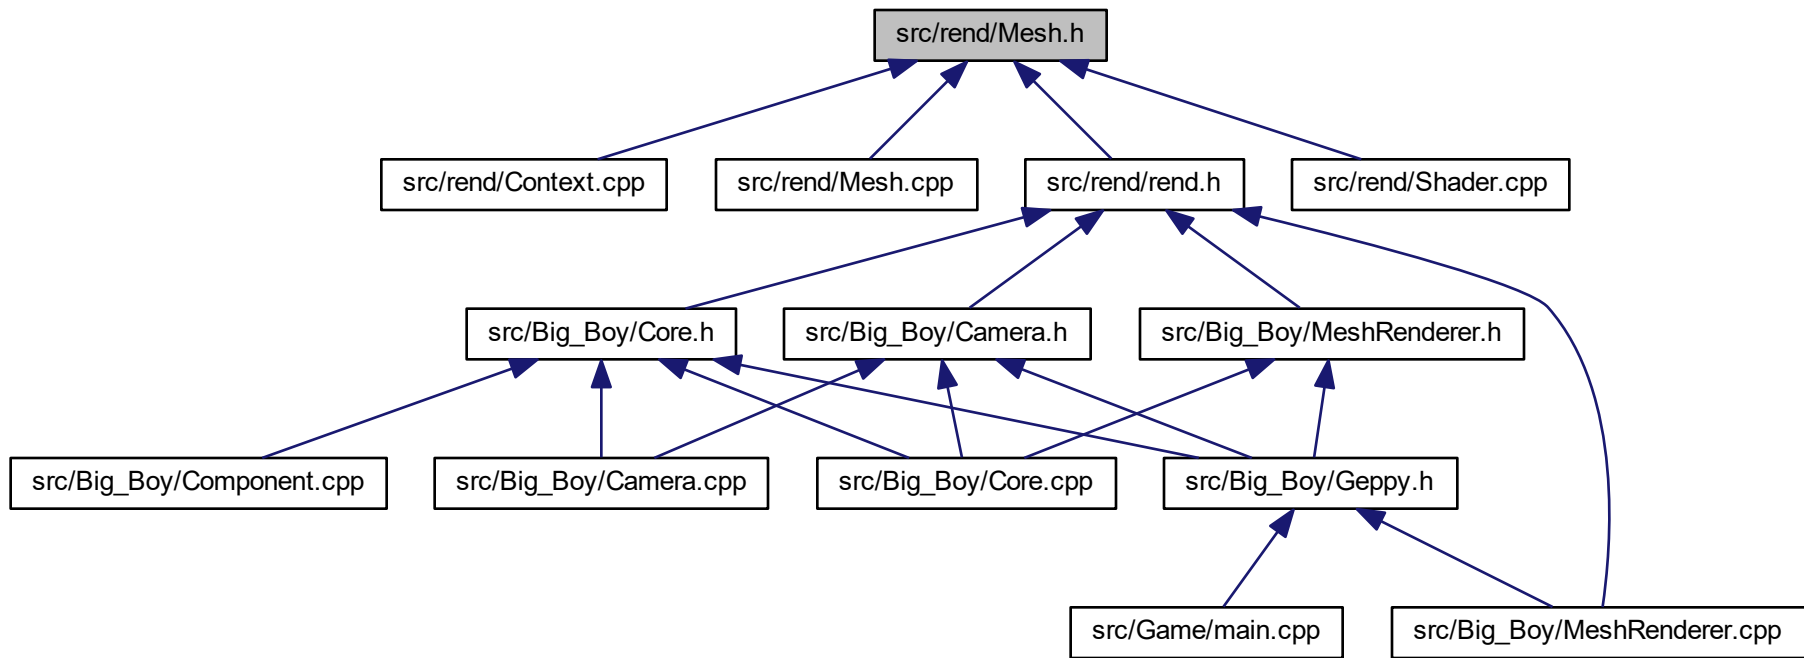 src/rend/Mesh.h
src/rend/Context.cpp
src/rend/Mesh.cpp
src/rend/rend.h
src/rend/Shader.cpp
src/Big_Boy/Core.h
src/Big_Boy/Camera.h
src/Big_Boy/MeshRenderer.h
src/Big_Boy/Component.cpp
src/Big_Boy/Camera.cpp
src/Big_Boy/Core.cpp
src/Big_Boy/Geppy.h
src/Game/main.cpp
src/Big_Boy/MeshRenderer.cpp